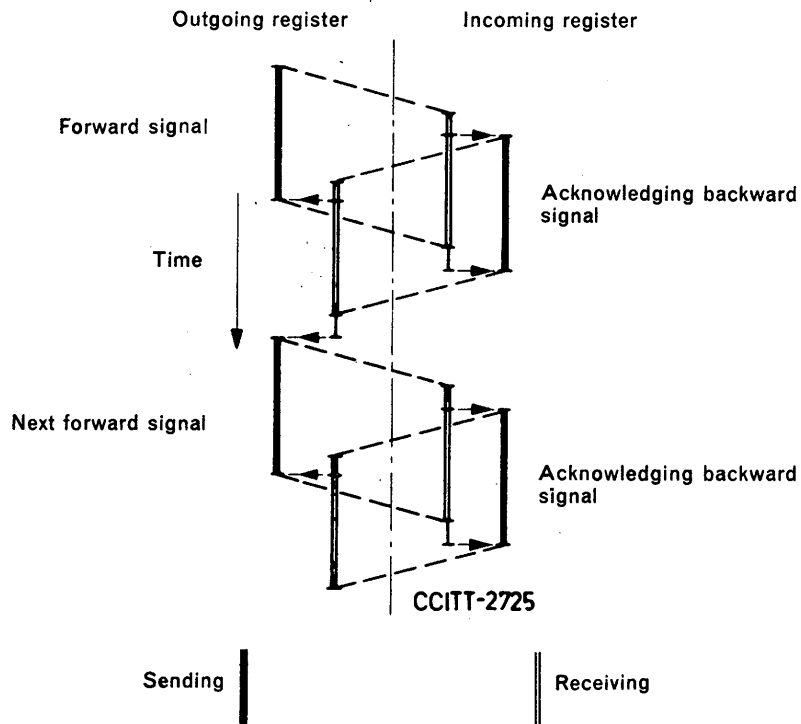 Outgoing register
Incoming register
Forward signal
Acknowledging backward
signal
Time
Next forward signal
Acknowledging backward
signal
CCITT-2725
Sending
Receiving